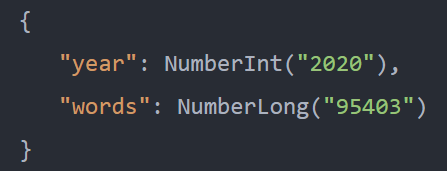 {
"year": NumberInt("2020"),
"words": NumberLong("95403")
}